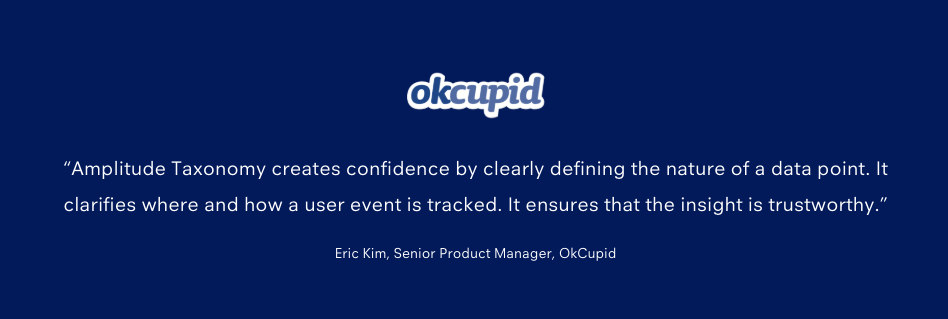 okcupid
“Amplitude Taxonomy creates confidence by clearly defining the nature of a data point. It
clarifies where and how a user event is tracked. It ensures that the insight is trustworthy.”
Eric Kim, Senior Product Manager, OkCupid